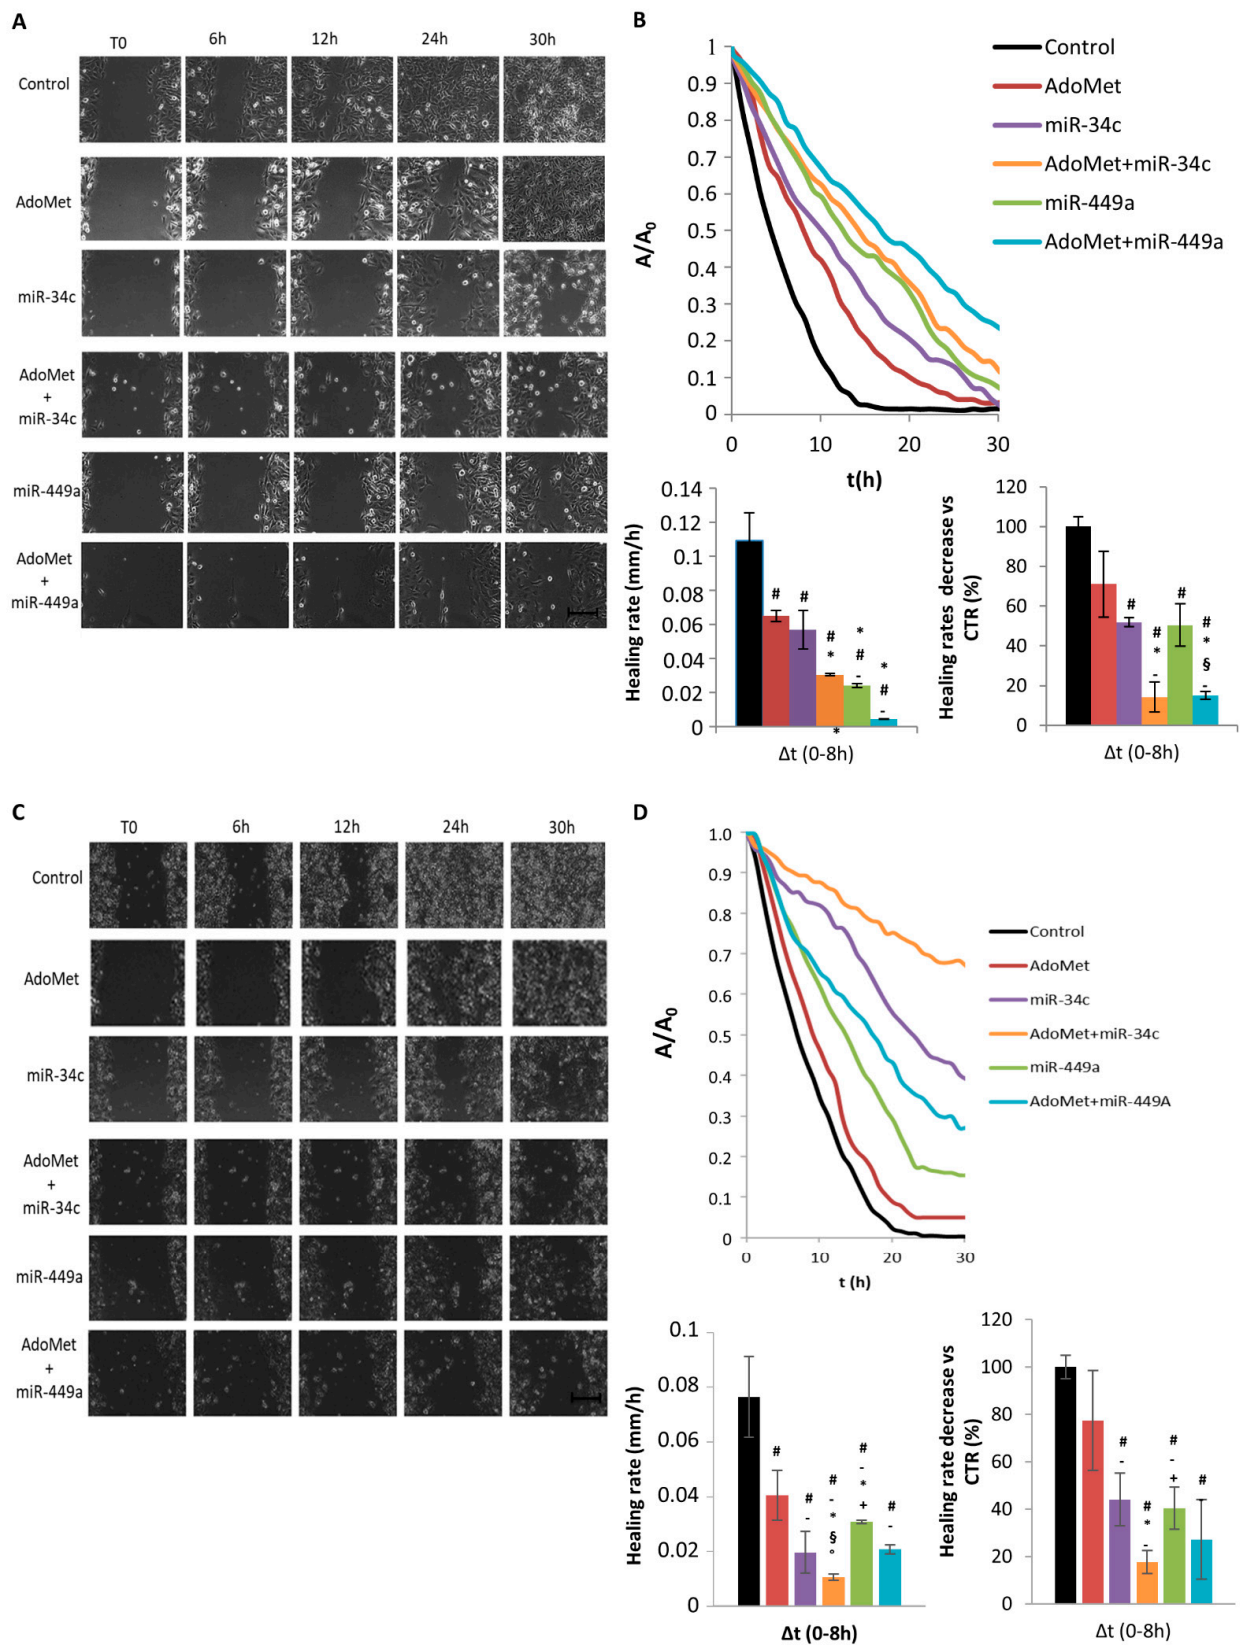 A
T0 6h 12h 24h 30h
Control
AdoMet
miR-34c
AdoMet
+
miR-34c
miR-449a
AdoMet
+
miR-449a
B
1
0.9
0.8
0.7
0.6
0.5
0.4
0.3
0.2
0.1
0
A/A0
0 10 20 30
t(h)
Control
AdoMet
miR-34c
AdoMet+miR-34c
miR-449a
AdoMet+miR-449a
Healing rate (mm/h)
0.14
0.12
0.1
0.08
0.06
0.04
0.02
0
#
#
#
*
*
#
-
*
#
-
*
Δt (0-8h)
Healing rates decrease vs
CTR (%)
120
100
80
60
40
20
0
#
#
*
-
#
#
*
§
-
Δt (0-8h)
C
T0 6h 12h 24h 30h
Control
AdoMet
miR-34c
AdoMet
+
miR-34c
miR-449a
AdoMet
+
miR-449a
D
1.0
0.9
0.8
0.7
0.6
0.5
0.4
0.3
0.2
0.1
0
A/A0
0 10 20 30
t (h)
Control
AdoMet
miR-34c
AdoMet+miR-34c
miR-449a
AdoMet+miR-449A
Healing rate (mm/h)
0.1
0.08
0.06
0.04
0.02
0
#
#
-
#
-
*
§
°
#
-
*
+
#
-
Δt (0-8h)
Healing rate decrease vs
CTR (%)
120
100
80
60
40
20
0
#
-
#
*
-
#
-
+
#
-
Δt (0-8h)